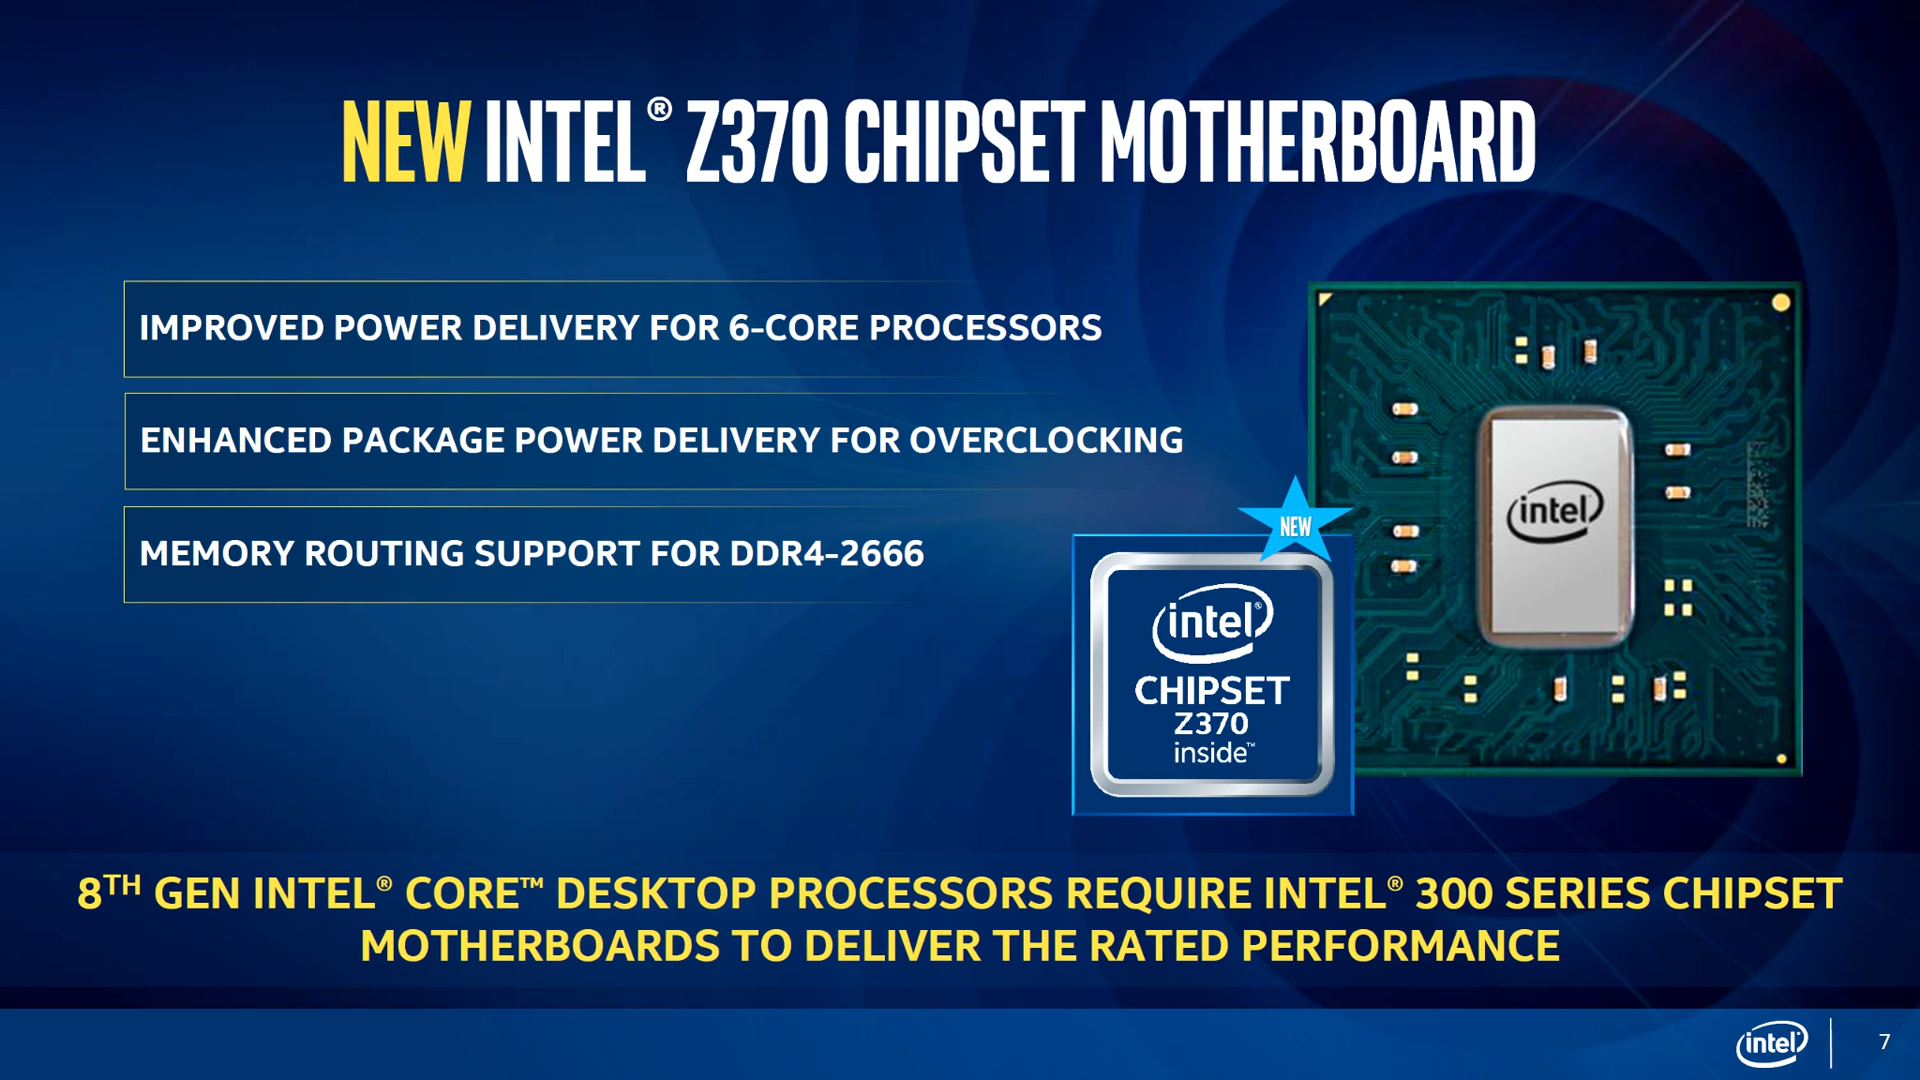 NEW INTEL® Z370 CHIPSET MOTHERBOARD
IMPROVED POWER DELIVERY FOR 6-CORE PROCESSORS
ENHANCED PACKAGE POWER DELIVERY FOR OVERCLOCKING
MEMORY ROUTING SUPPORT FOR DDR4-2666
intel
NEW
intel®
CHIPSET
Z370
inside™
8TH GEN INTEL® CORE™ DESKTOP PROCESSORS REQUIRE INTEL® 300 SERIES CHIPSET
MOTHERBOARDS TO DELIVER THE RATED PERFORMANCE
intel
7